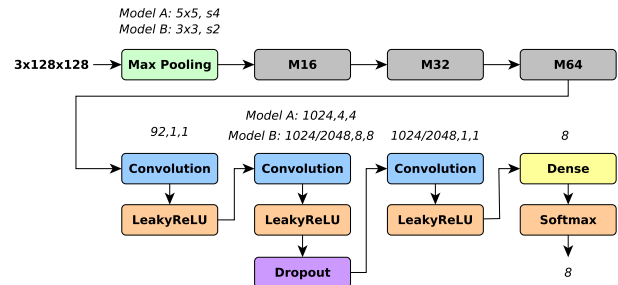 Model A: 5x5, s4
Model B: 3x3, s2
3x128x128
Max Pooling
M16
M32
M64
Model A: 1024,4,4
92,1,1
Model B: 1024/2048,8,8
1024/2048,1,1
8
Convolution
Convolution
Convolution
Dense
LeakyReLU
LeakyReLU
LeakyReLU
Softmax
Dropout
8